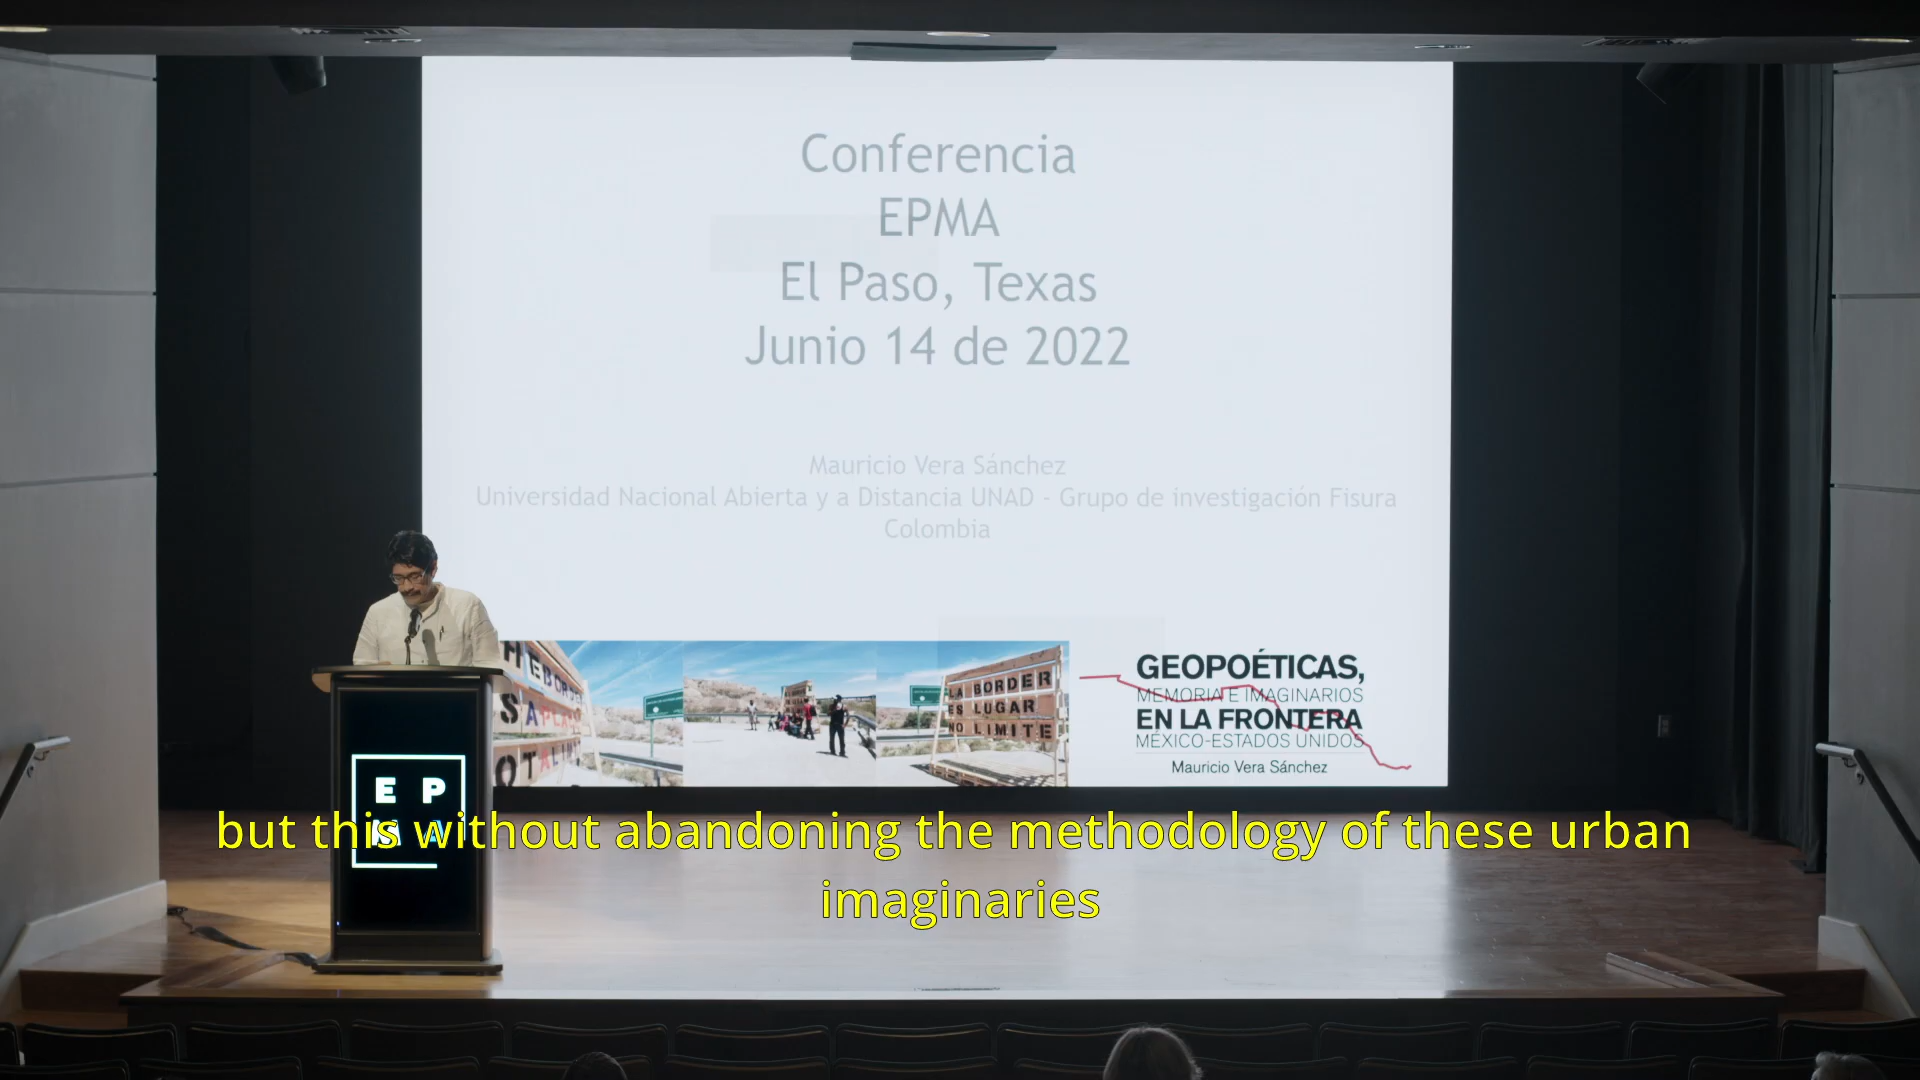 Conferencia
EPMA
El Paso, Texas
Junio 14 de 2022
Mauricio Vera Sánchez
Universidad Nacional Abierta y a Distancia UNAD - Grupo de investigación Fisura
Colombia
LA BORDER
ES LUGAR
NO LIMITE
GEOPOÉTICAS,
MEMORIA E IMAGINARIOS
EN LA FRONTERA
MÉXICO-ESTADOS UNIDOS
Mauricio Vera Sánchez
E P
M A
but this without abandoning the methodology of these urban
imaginaries